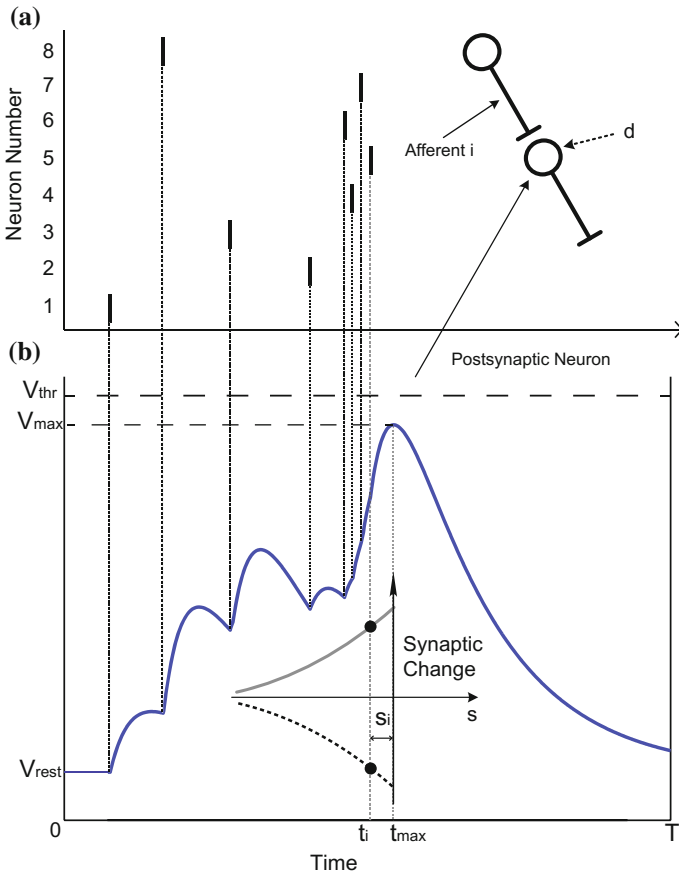 (a)
Neuron Number
8
7
6
5
4
3
2
1
Afferent i
d
Postsynaptic Neuron
(b)
Vthr
Vmax
Vrest
Synaptic
Change
s
si
0
ti
tmax
T
Time